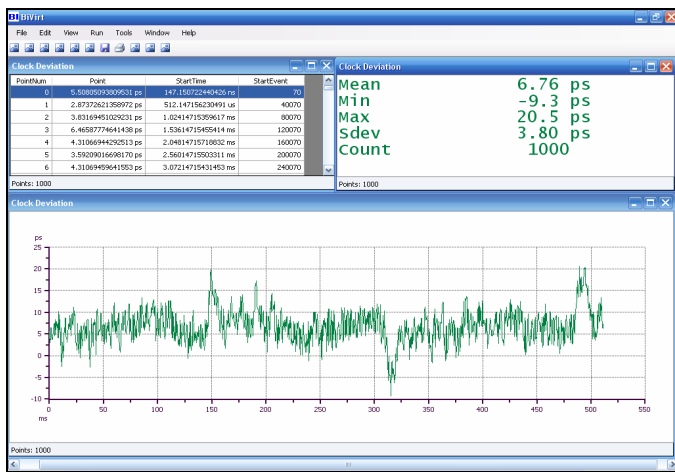 BI BiVirt
File Edit View Run Tools Window Help
Clock Deviation
PointNum Point StartTime StartEvent
0 5.50805093809531 ps 147.150722440426 ns 70
1 2.87372621358972 ps 512.147156230491 us 40070
2 3.83169451029231 ps 1.02414715359617 ms 80070
3 6.46587774641438 ps 1.53614715455414 ms 120070
4 4.31066944292513 ps 2.04814715718832 ms 160070
5 3.59209016698170 ps 2.56014715503311 ms 200070
6 4.31069459641553 ps 3.07214715431453 ms 240070
Points: 1000
Clock Deviation
Mean 6.76 ps
Min -9.3 ps
Max 20.5 ps
Sdev 3.80 ps
Count 1000
Points: 1000
Clock Deviation
ps
25
20
15
10
5
0
-5
-10
0 50 100 150 200 250 300 350 400 450 500 550
ms
Points: 1000